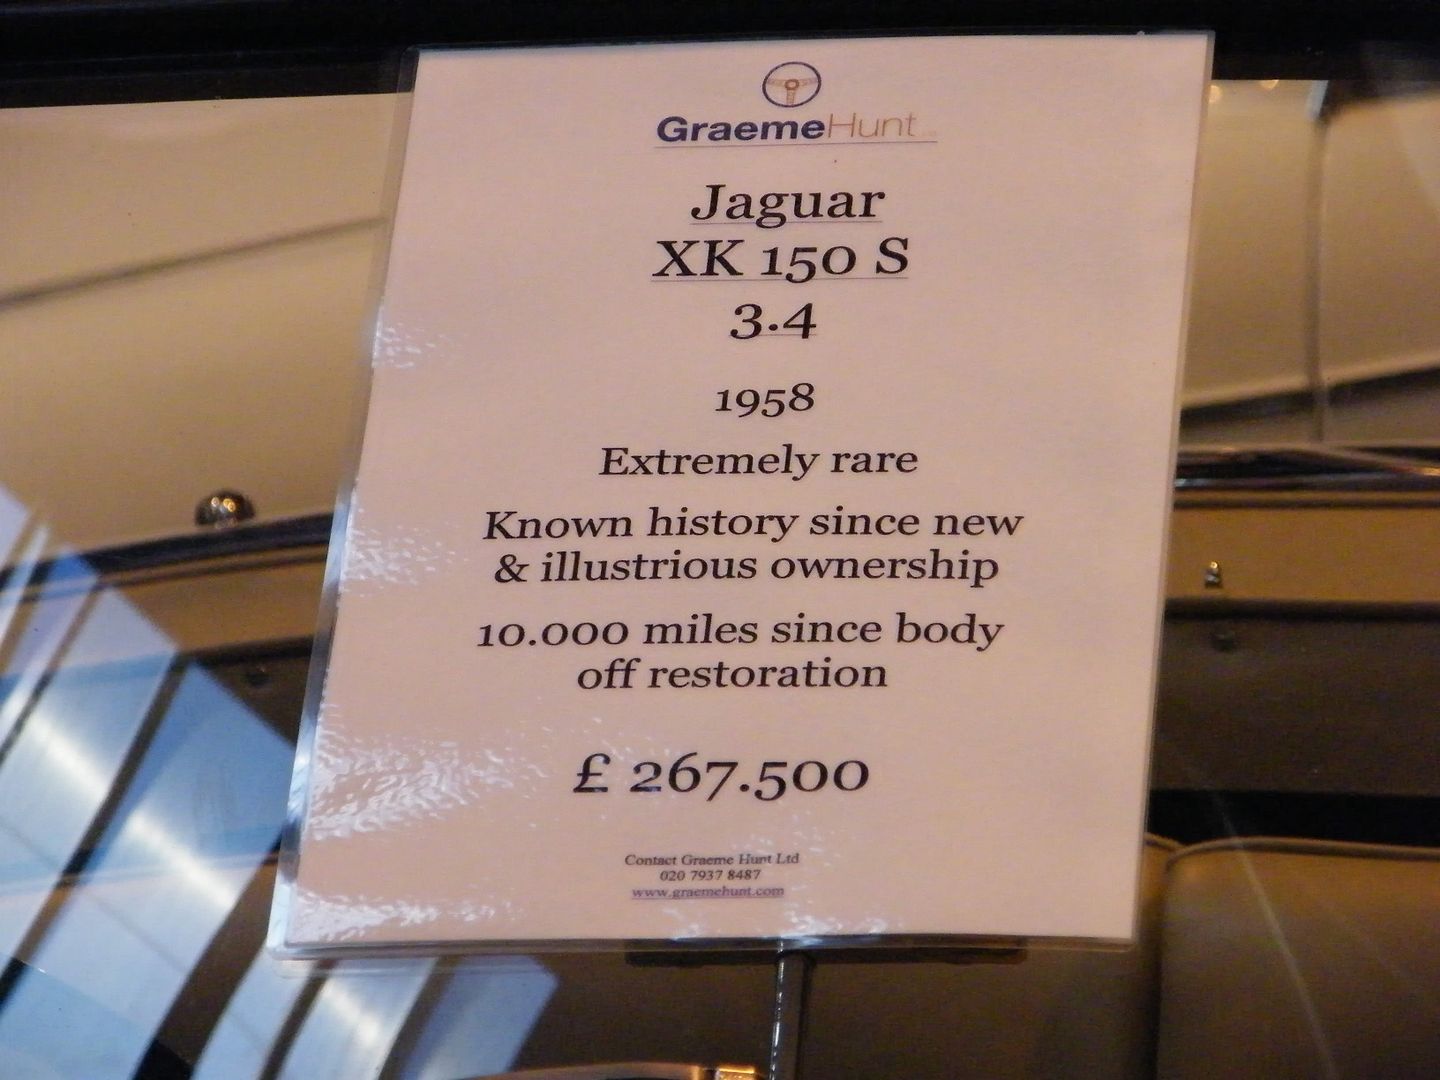 GraemeHunt
Jaguar
XK 150 S
3.4
1958
Extremely rare
Known history since new
& illustrious ownership
10.000 miles since body
off restoration
£ 267.500
Contact Graeme Hunt Ltd
020 7937 8487
www.graemehunt.com